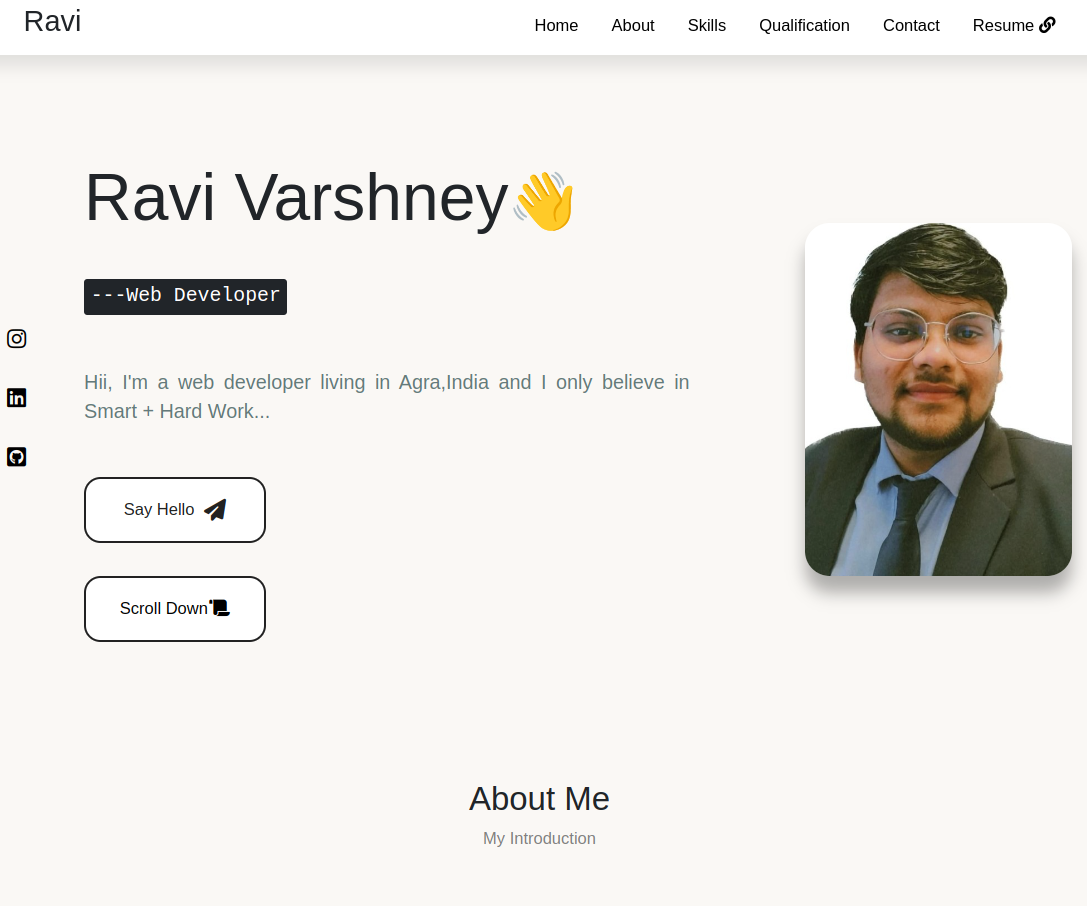 Ravi
Home About Skills Qualification Contact Resume
Ravi Varshney👋
---Web Developer
Hii, I'm a web developer living in Agra,India and I only believe in
Smart + Hard Work...
Say Hello
Scroll Down
About Me
My Introduction